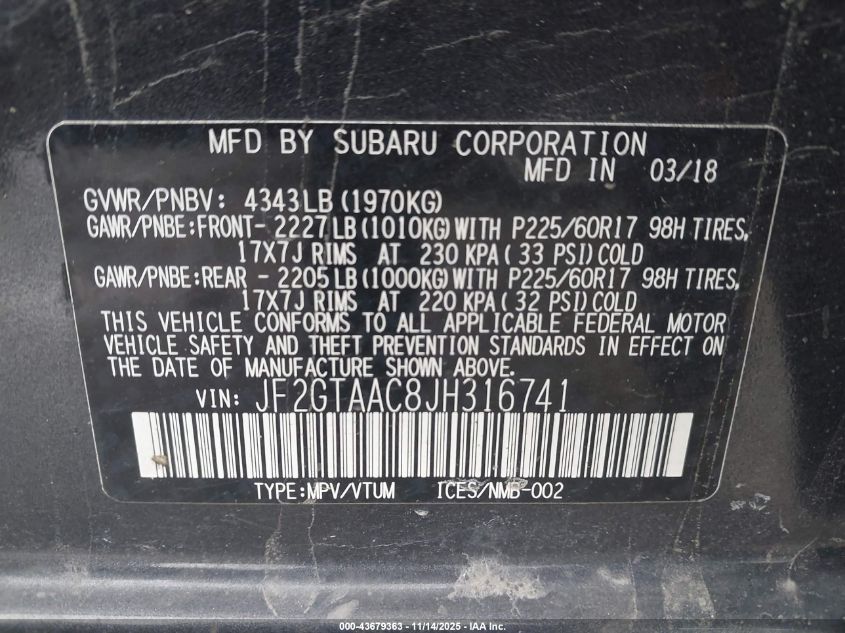 MFD BY SUBARU CORPORATION
MFD IN 03/18
GVWR/PNBV: 4343LB (1970KG)
GAWR/PNBE:FRONT- 2227LB(1010KG)WITH P225/60R17 98H TIRES,
17X7J RIMS AT 230 KPA( 33 PSI)COLD
GAWR/PNBE:REAR - 2205LB(1000KG)WITH P225/60R17 98H TIRES,
17X7J RIMS AT 220 KPA( 32 PSI)COLD
THIS VEHICLE CONFORMS TO ALL APPLICABLE FEDERAL MOTOR
VEHICLE SAFETY AND THEFT PREVENTION STANDARDS IN EFFECT ON
THE DATE OF MANUFACTURE SHOWN ABOVE.
VIN: JF2GTAAC8JH316741
TYPE:MPV/VTUM ICES/NMB-002
000-43679363 - 11/14/2025 - IAA Inc.